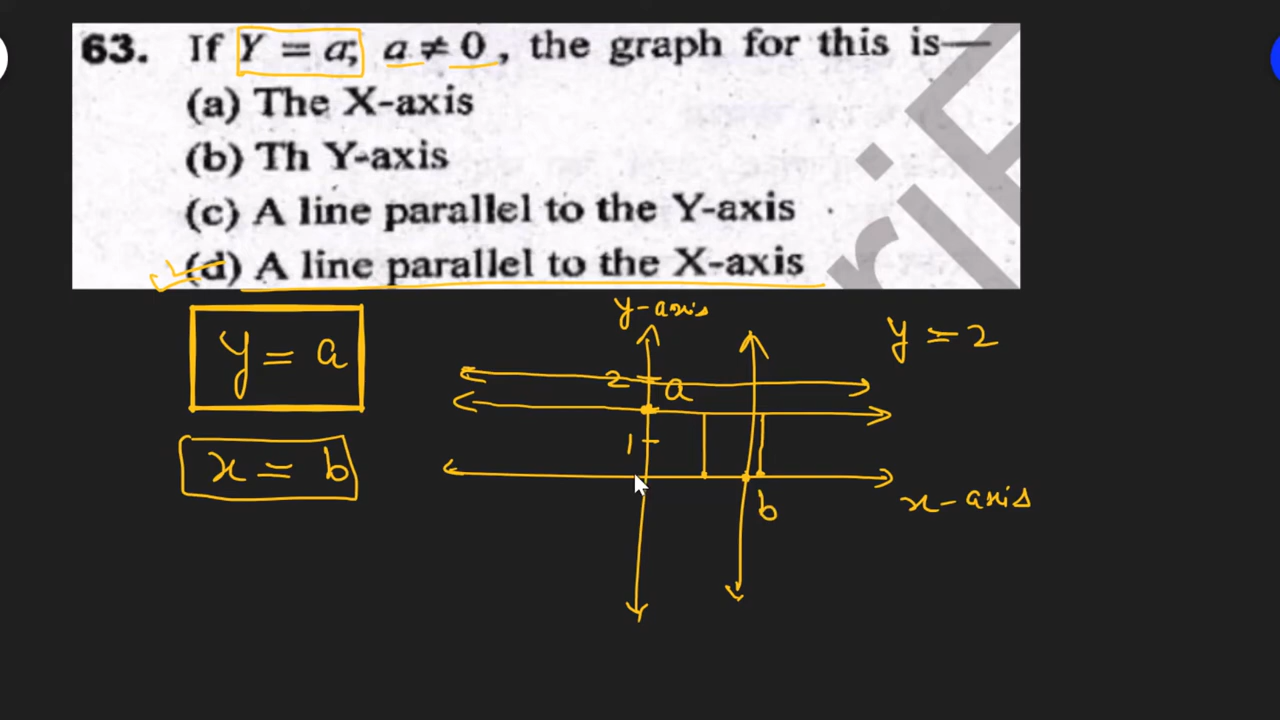 63. If Y = a; a ≠ 0, the graph for this is—
(a) The X-axis
(b) Th Y-axis
(c) A line parallel to the Y-axis
(d) A line parallel to the X-axis
y-axis
y = 2
y = a
2
a
1
x = b
b
x-axis